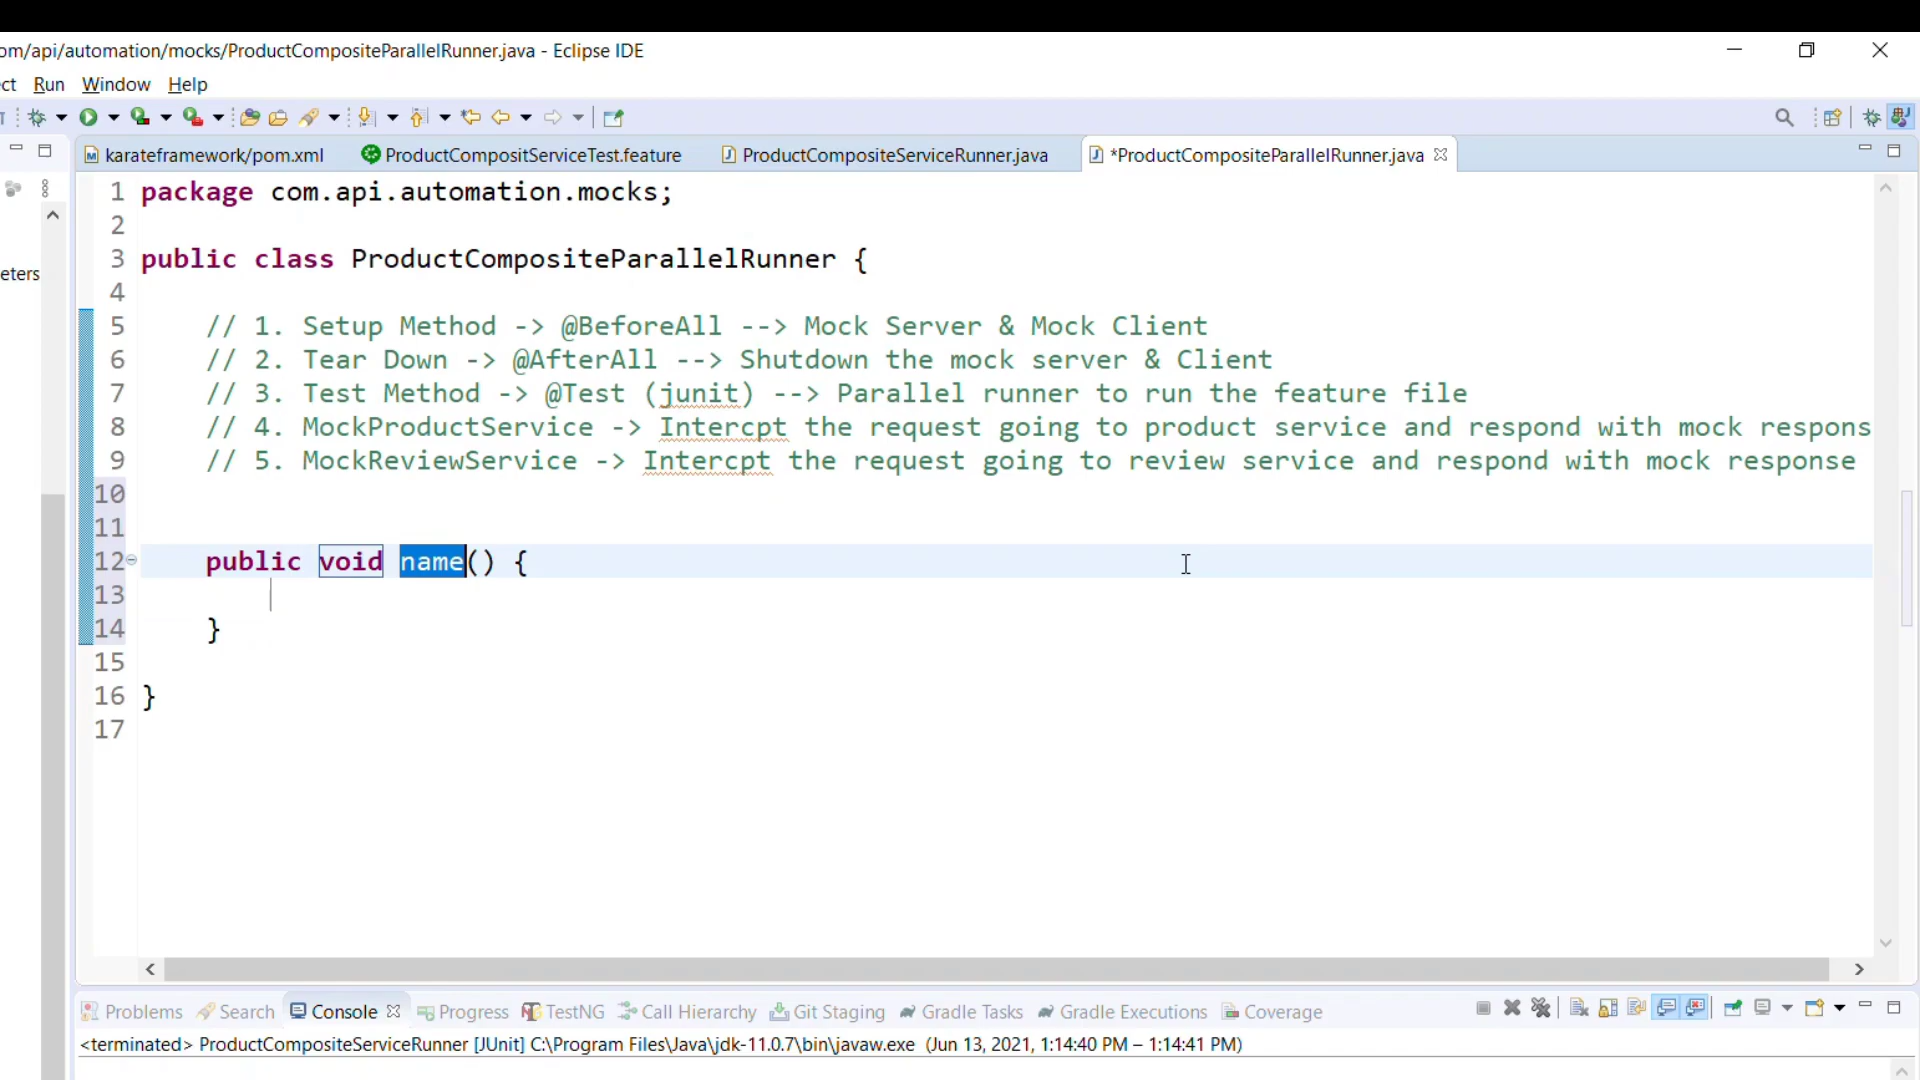 om/api/automation/mocks/ProductCompositeParallelRunner.java - Eclipse IDE
ct Run Window Help
karateframework/pom.xml ProductCompositServiceTest.feature ProductCompositeServiceRunner.java *ProductCompositeParallelRunner.java
eters
1 package com.api.automation.mocks;
2
3 public class ProductCompositeParallelRunner {
4
5 // 1. Setup Method -> @BeforeAll --> Mock Server & Mock Client
6 // 2. Tear Down -> @AfterAll --> Shutdown the mock server & Client
7 // 3. Test Method -> @Test (junit) --> Parallel runner to run the feature file
8 // 4. MockProductService -> Intercpt the request going to product service and respond with mock respons
9 // 5. MockReviewService -> Intercpt the request going to review service and respond with mock response
10
11
12 public void name() {
13
14 }
15
16 }
17
Problems Search Console Progress TestNG Call Hierarchy Git Staging Gradle Tasks Gradle Executions Coverage
<terminated> ProductCompositeServiceRunner [JUnit] C:\Program Files\Java\jdk-11.0.7\bin\javaw.exe (Jun 13, 2021, 1:14:40 PM – 1:14:41 PM)